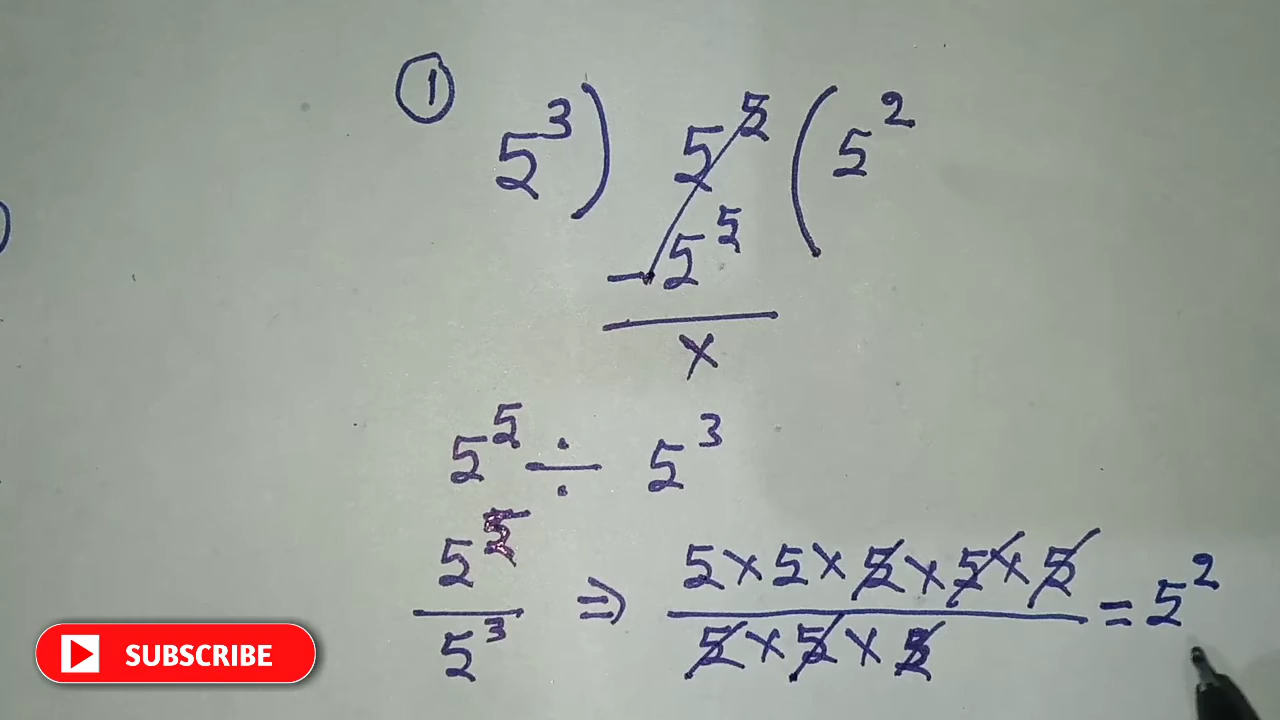 ① 5³ ) 5⁵ ( 5²
- 5⁵
x
5⁵ ÷ 5³
5⁵/5³ ⇒ 5×5×5×5×5/5×5×5 = 5²
SUBSCRIBE